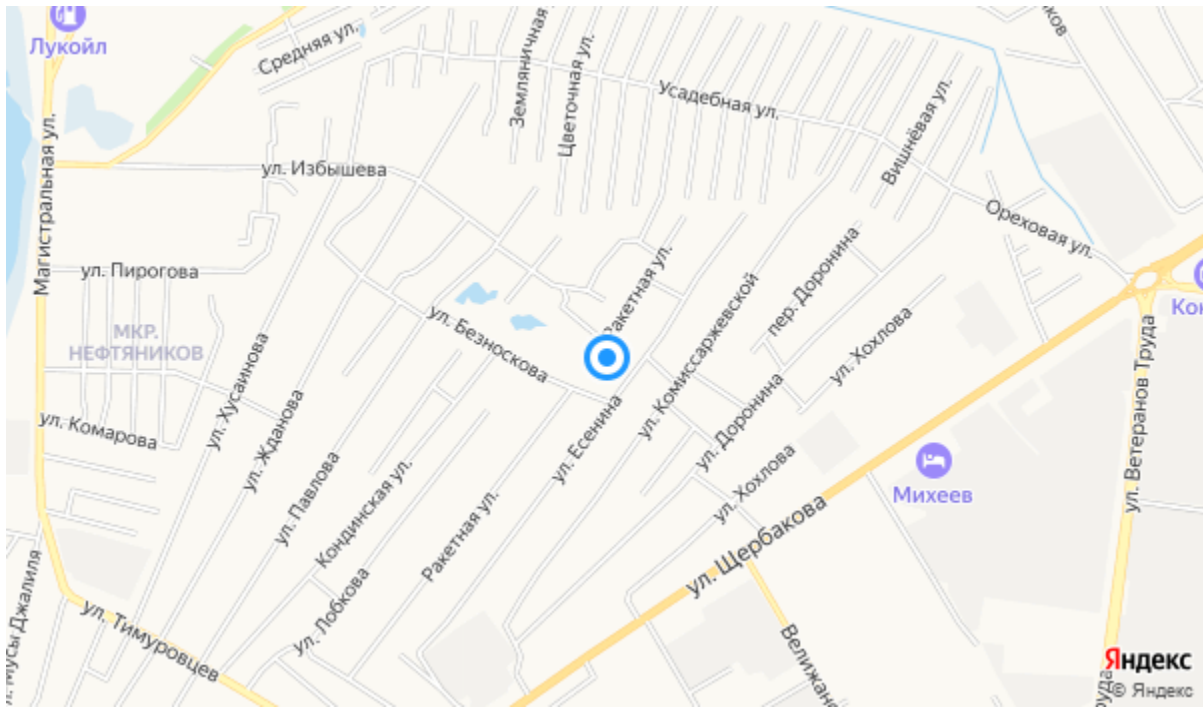 Лукойл
Средняя ул.
Земляничная
Цветочная ул.
Усадебная ул.
Вишнёвая ул.
Магистральная ул.
ул. Избышева
Ореховая ул.
ул. Пирогова
Ракетная ул.
пер. Доронина
МКР.
НЕФТЯНИКОВ
ул. Безноскова
ул. Комиссаржевской
ул. Хохлова
ул. Хусаинова
ул. Жданова
ул. Комарова
ул. Есенина
ул. Доронина
ул. Ветеранов Труда
ул. Павлова
Кондинская ул.
Михеев
ул. Хохлова
Ракетная ул.
ул. Щербакова
Мусы Джалиля
ул. Лобкова
ул. Тимуровцев
Яндекс
© Яндекс